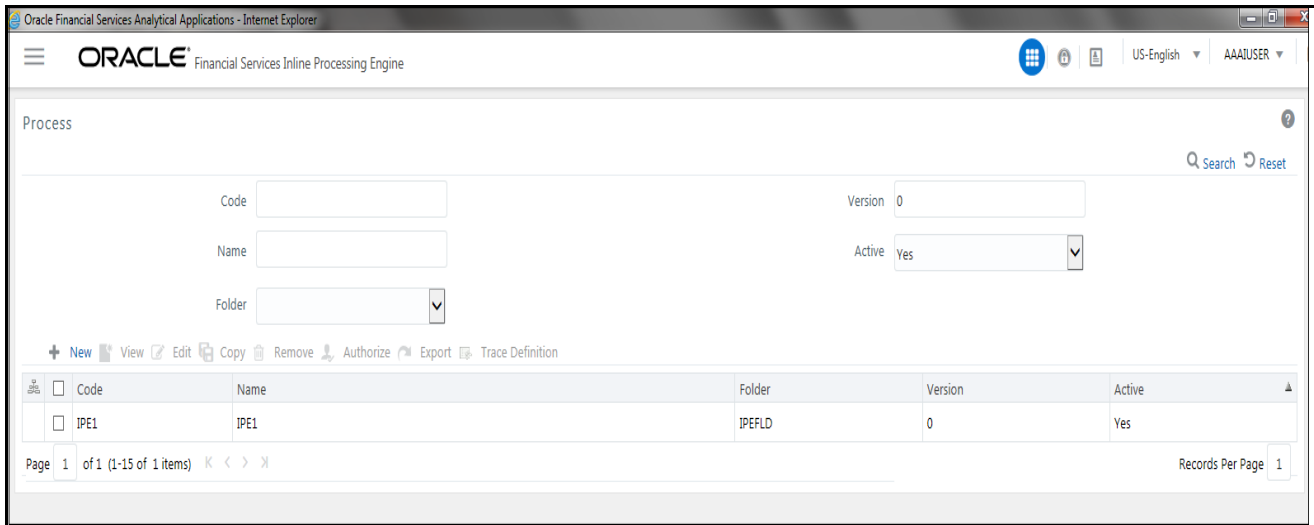 Oracle Financial Services Analytical Applications - Internet Explorer
ORACLE® Financial Services Inline Processing Engine US-English AAAIUSER
Process
Search Reset
Code Version 0
Name Active Yes
Folder
New View Edit Copy Remove Authorize Export Trace Definition
Code Name Folder Version Active
IPE1 IPE1 IPEFLD 0 Yes
Page 1 of 1 (1-15 of 1 items) Records Per Page 1